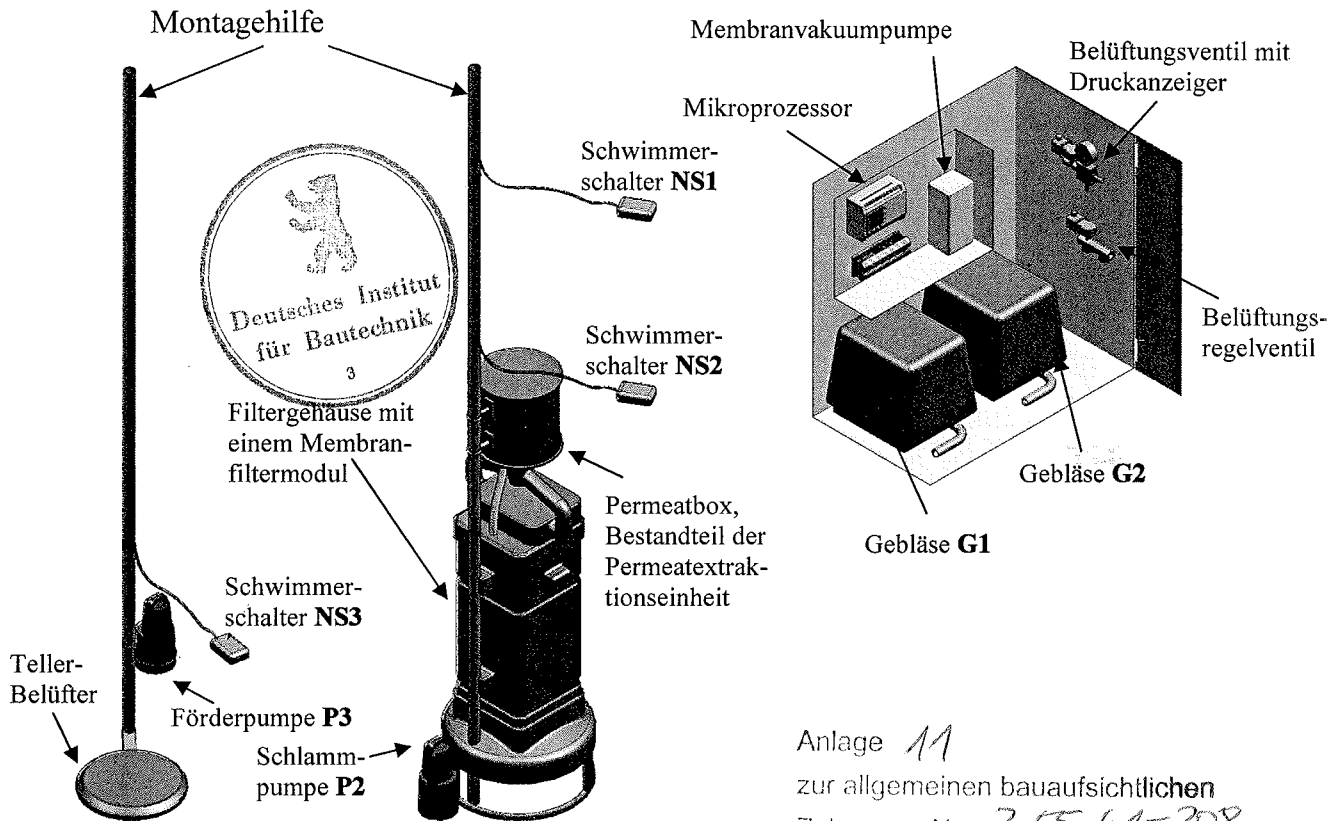 Montagehilfe
Membranvakuumpumpe
Belüftungsventil mit
Druckanzeiger
Mikroprozessor
Schwimmer-
schalter NS1
Deutsches Institut
für Bautechnik
3
Schwimmer-
schalter NS2
Belüftungs-
regelventil
Filtergehäuse mit
einem Membran-
filtermodul
Gebläse G2
Gebläse G1
Permeatbox,
Bestandteil der
Permeatextrak-
tionseinheit
Schwimmer-
schalter NS3
Teller-
Belüfter
Förderpumpe P3
Schlamm-
pumpe P2
Anlage 11
zur allgemeinen bauaufsichtlichen